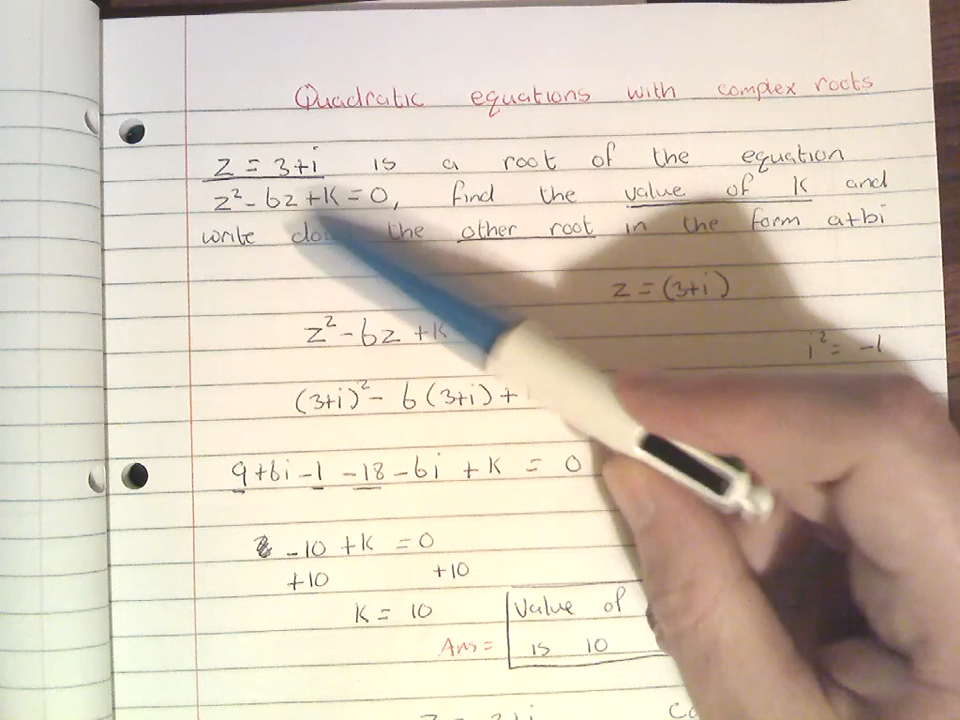 Quadratic equations with complex roots
z = 3+i is a root of the equation
z² - 6z + k = 0, find the value of k and
write the other root in the form a+bi
z = (3+i)
z² - 6z + k
i² = -1
(3+i)² - 6(3+i) +
9+6i -1 -18 -6i + k = 0
-10 + k = 0
+10 +10
k = 10
Value of
Ans = is 10
z = 3+i